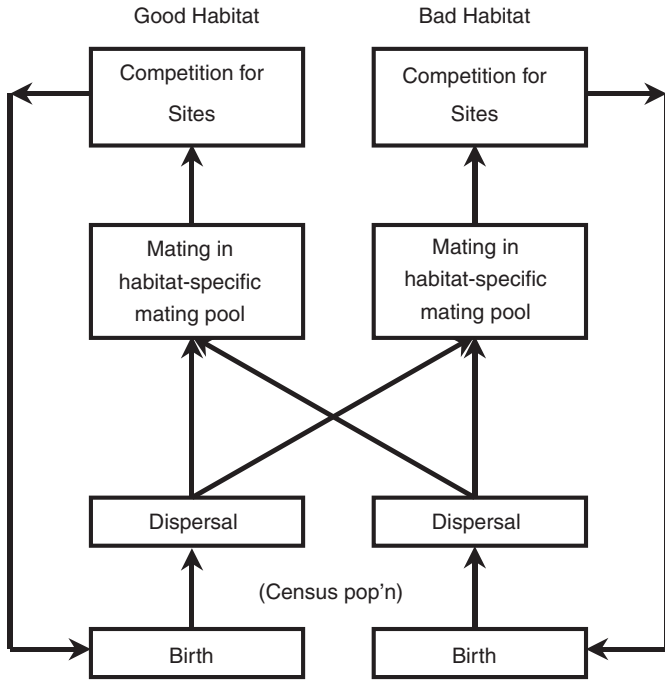 Good Habitat
Bad Habitat
Competition for
Sites
Competition for
Sites
Mating in
habitat-specific
mating pool
Mating in
habitat-specific
mating pool
Dispersal
Dispersal
(Census pop'n)
Birth
Birth